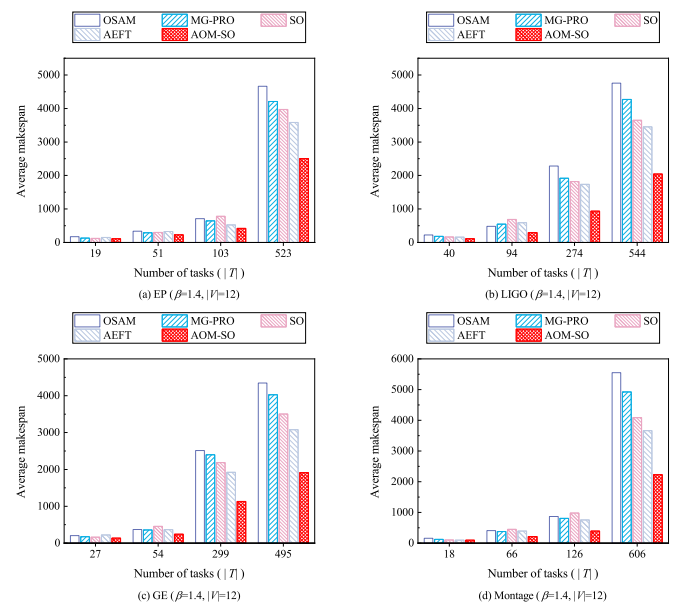 OSAM MG-PRO SO
AEFT AOM-SO
5000
4000
3000
2000
1000
0
Average makespan
19 51 103 523
Number of tasks ( | T| )
(a) EP ( β=1.4, |V|=12)
OSAM MG-PRO SO
AEFT AOM-SO
5000
4000
3000
2000
1000
0
Average makespan
40 94 274 544
Number of tasks ( | T| )
(b) LIGO ( β=1.4, |V|=12)
OSAM MG-PRO SO
AEFT AOM-SO
5000
4000
3000
2000
1000
0
Average makespan
27 54 299 495
Number of tasks ( | T| )
(c) GE ( β=1.4, |V|=12)
OSAM MG-PRO SO
AEFT AOM-SO
6000
5000
4000
3000
2000
1000
0
Average makespan
18 66 126 606
Number of tasks ( | T| )
(d) Montage ( β=1.4, |V|=12)